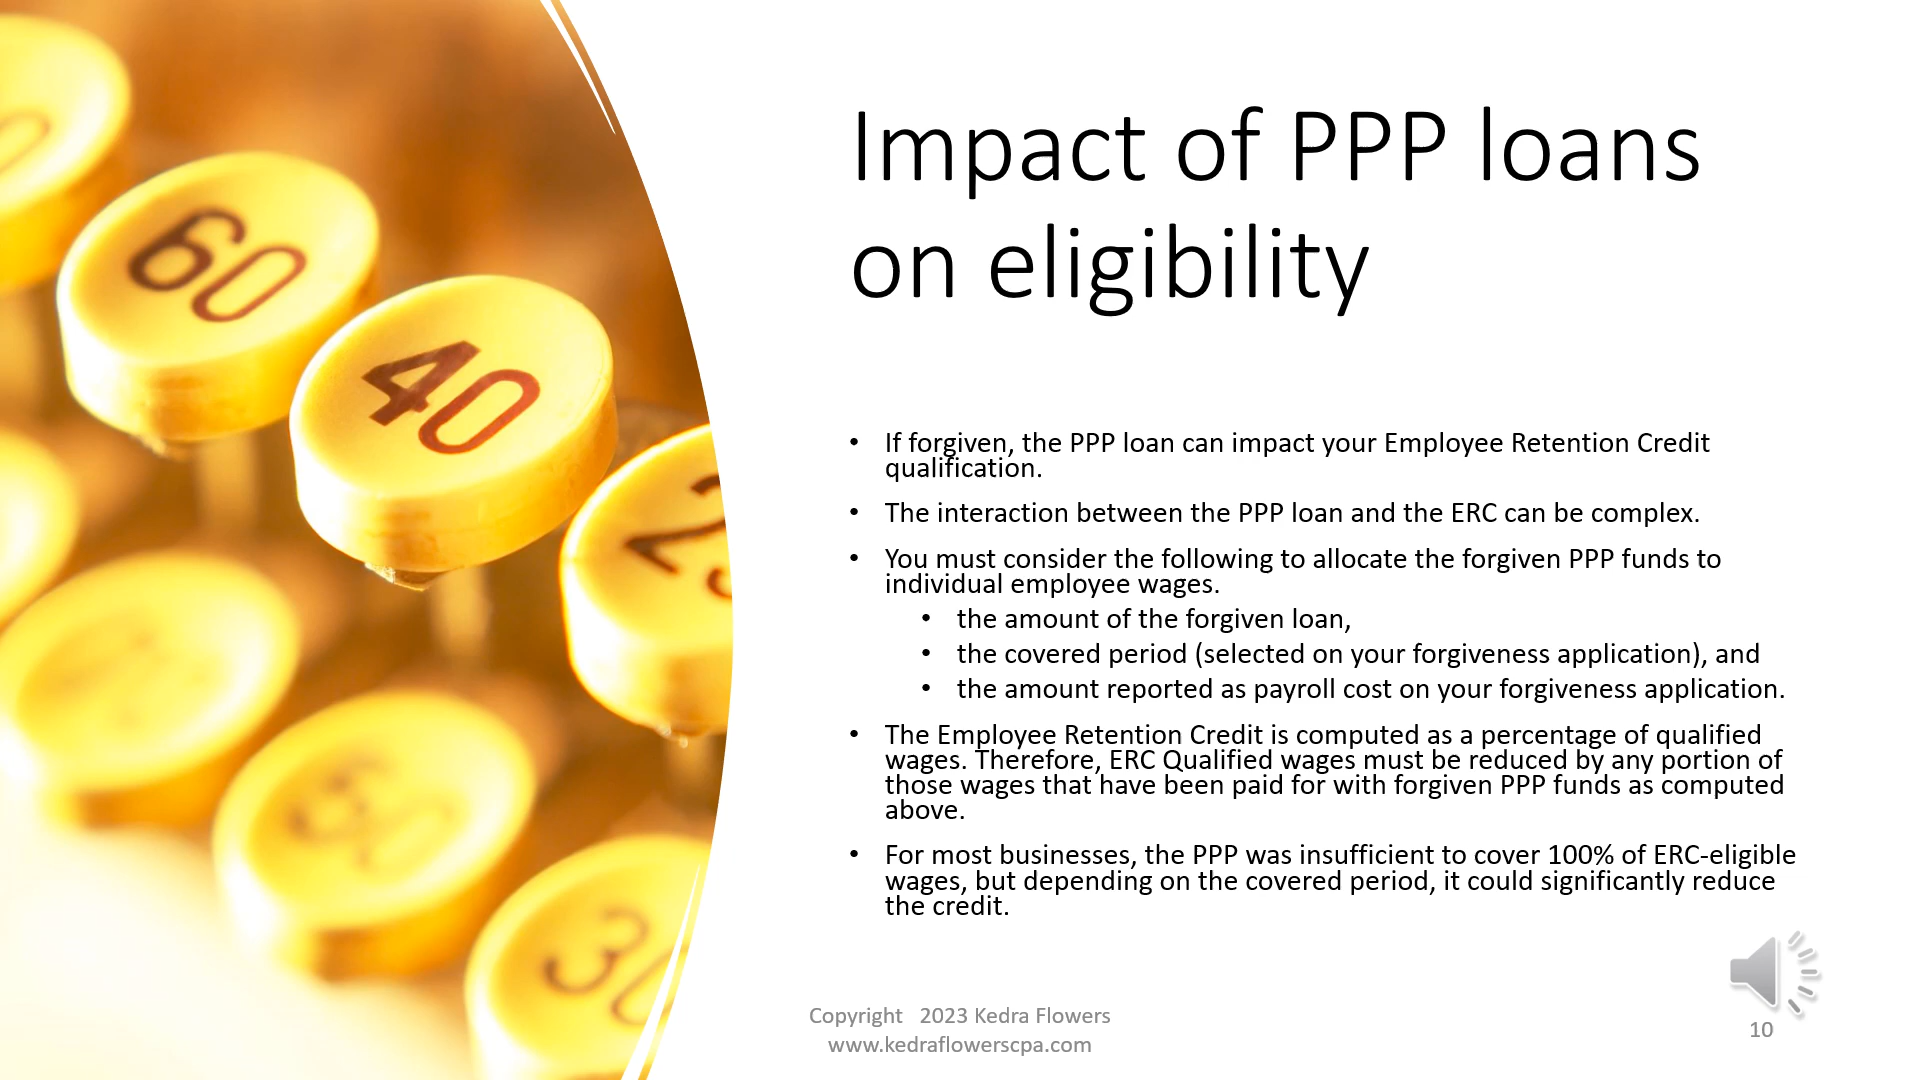 Impact of PPP loans
on eligibility
• If forgiven, the PPP loan can impact your Employee Retention Credit
qualification.
• The interaction between the PPP loan and the ERC can be complex.
• You must consider the following to allocate the forgiven PPP funds to
individual employee wages.
• the amount of the forgiven loan,
• the covered period (selected on your forgiveness application), and
• the amount reported as payroll cost on your forgiveness application.
• The Employee Retention Credit is computed as a percentage of qualified
wages. Therefore, ERC Qualified wages must be reduced by any portion of
those wages that have been paid for with forgiven PPP funds as computed
above.
• For most businesses, the PPP was insufficient to cover 100% of ERC-eligible
wages, but depending on the covered period, it could significantly reduce
the credit.
Copyright 2023 Kedra Flowers
www.kedraflowerscpa.com
10
60
40
30